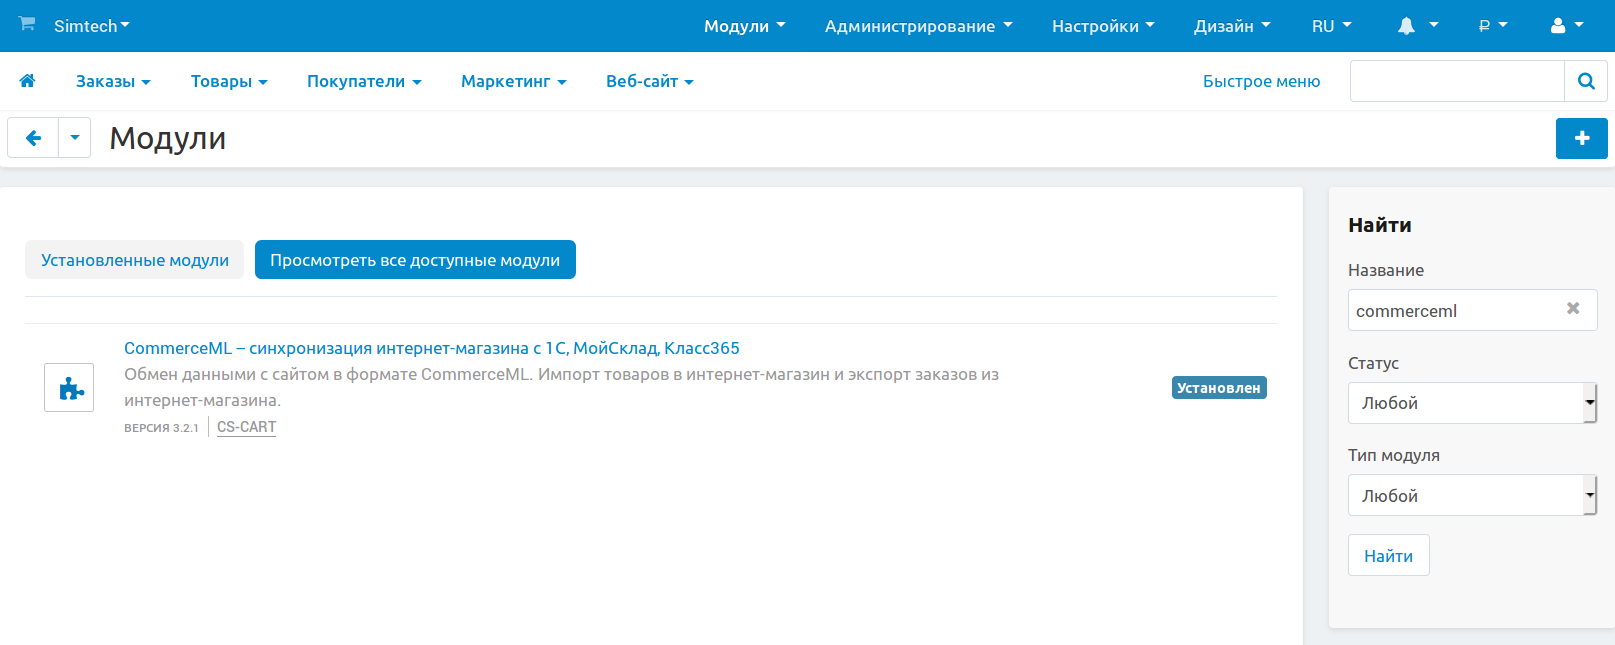 Simtech
Модули
Администрирование
Настройки
Дизайн
RU
₽
Заказы
Товары
Покупатели
Маркетинг
Веб-сайт
Быстрое меню
Модули
Установленные модули
Просмотреть все доступные модули
CommerceML – синхронизация интернет-магазина с 1С, МойСклад, Класс365
Обмен данными с сайтом в формате CommerceML. Импорт товаров в интернет-магазин и экспорт заказов из
интернет-магазина.
ВЕРСИЯ 3.2.1
CS-CART
Установлен
Найти
Название
commerceml
Статус
Любой
Тип модуля
Любой
Найти